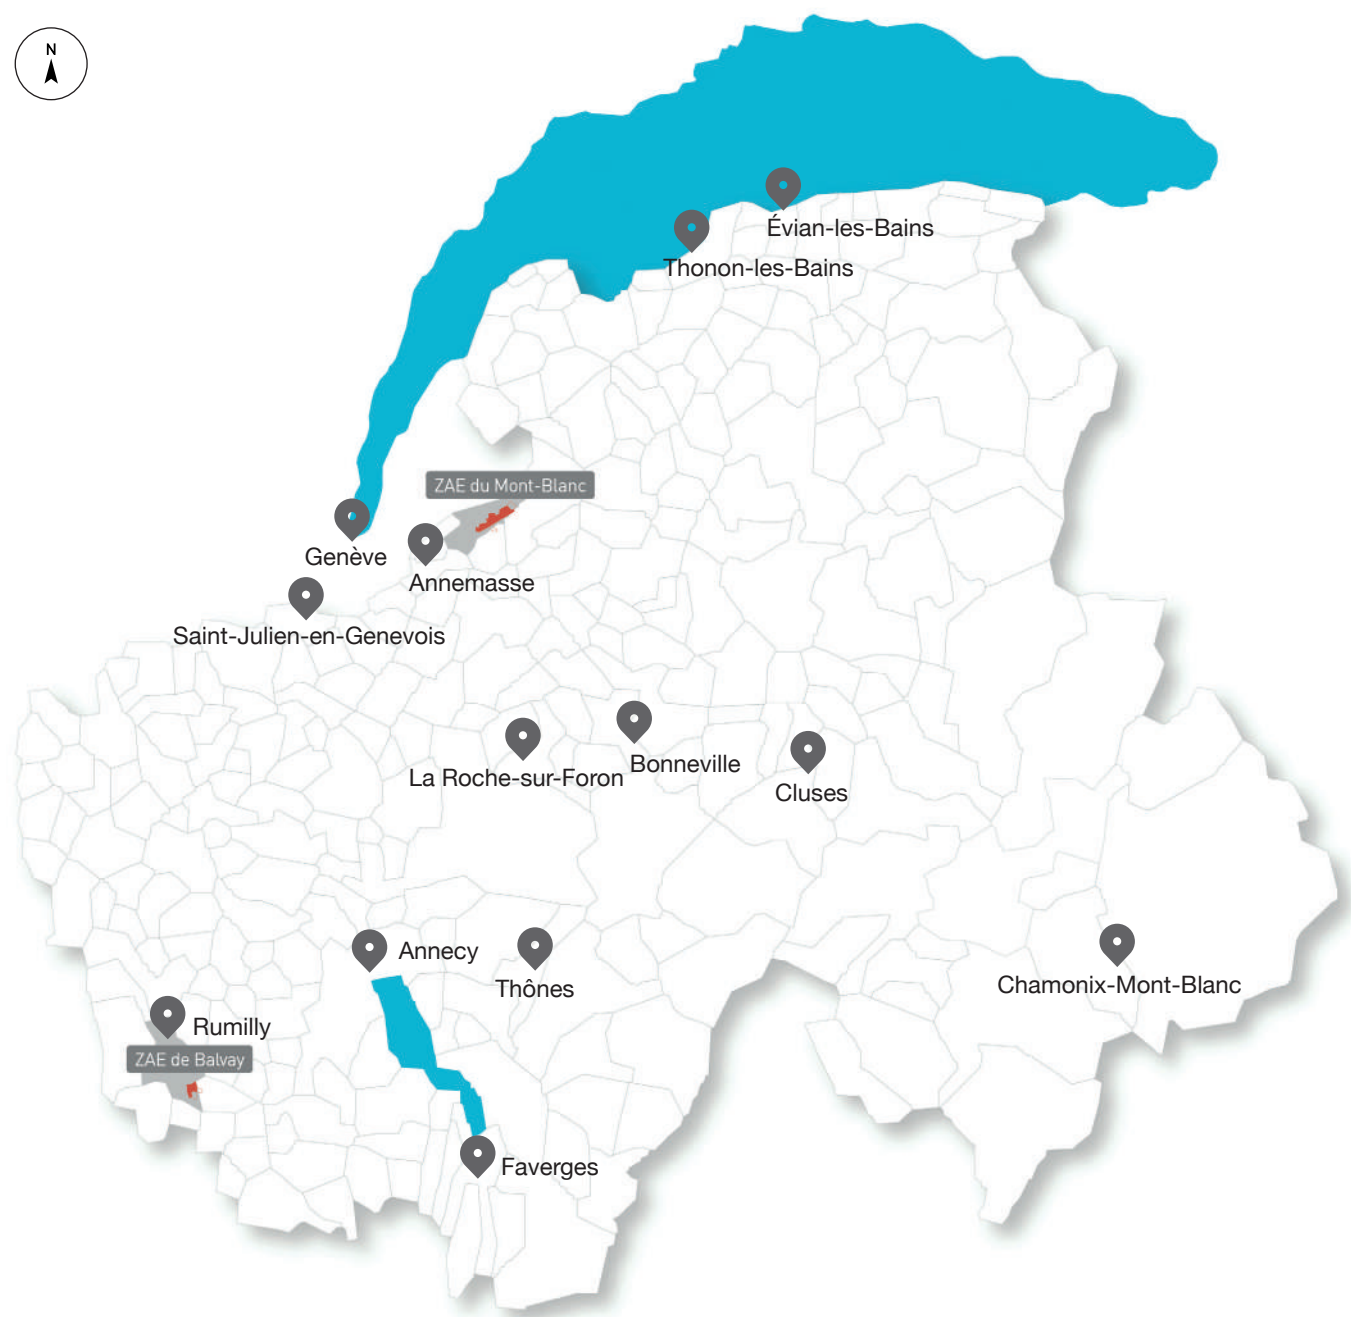 N
Évian-les-Bains
Thonon-les-Bains
ZAE du Mont-Blanc
Genève
Annemasse
Saint-Julien-en-Genevois
La Roche-sur-Foron
Bonneville
Cluses
Annecy
Thônes
Chamonix-Mont-Blanc
Rumilly
ZAE de Balvay
Faverges